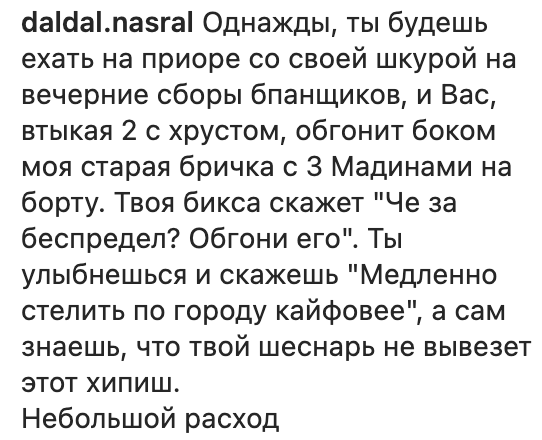 daldal.nasral Однажды, ты будешь
ехать на приоре со своей шкурой на
вечерние сборы бпанщиков, и Вас,
втыкая 2 с хрустом, обгонит боком
моя старая бричка с 3 Мадинами на
борту. Твоя бикса скажет "Че за
беспредел? Обгони его". Ты
улыбнешься и скажешь "Медленно
стелить по городу кайфовее", а сам
знаешь, что твой шеснарь не вывезет
этот хипиш.
Небольшой расход